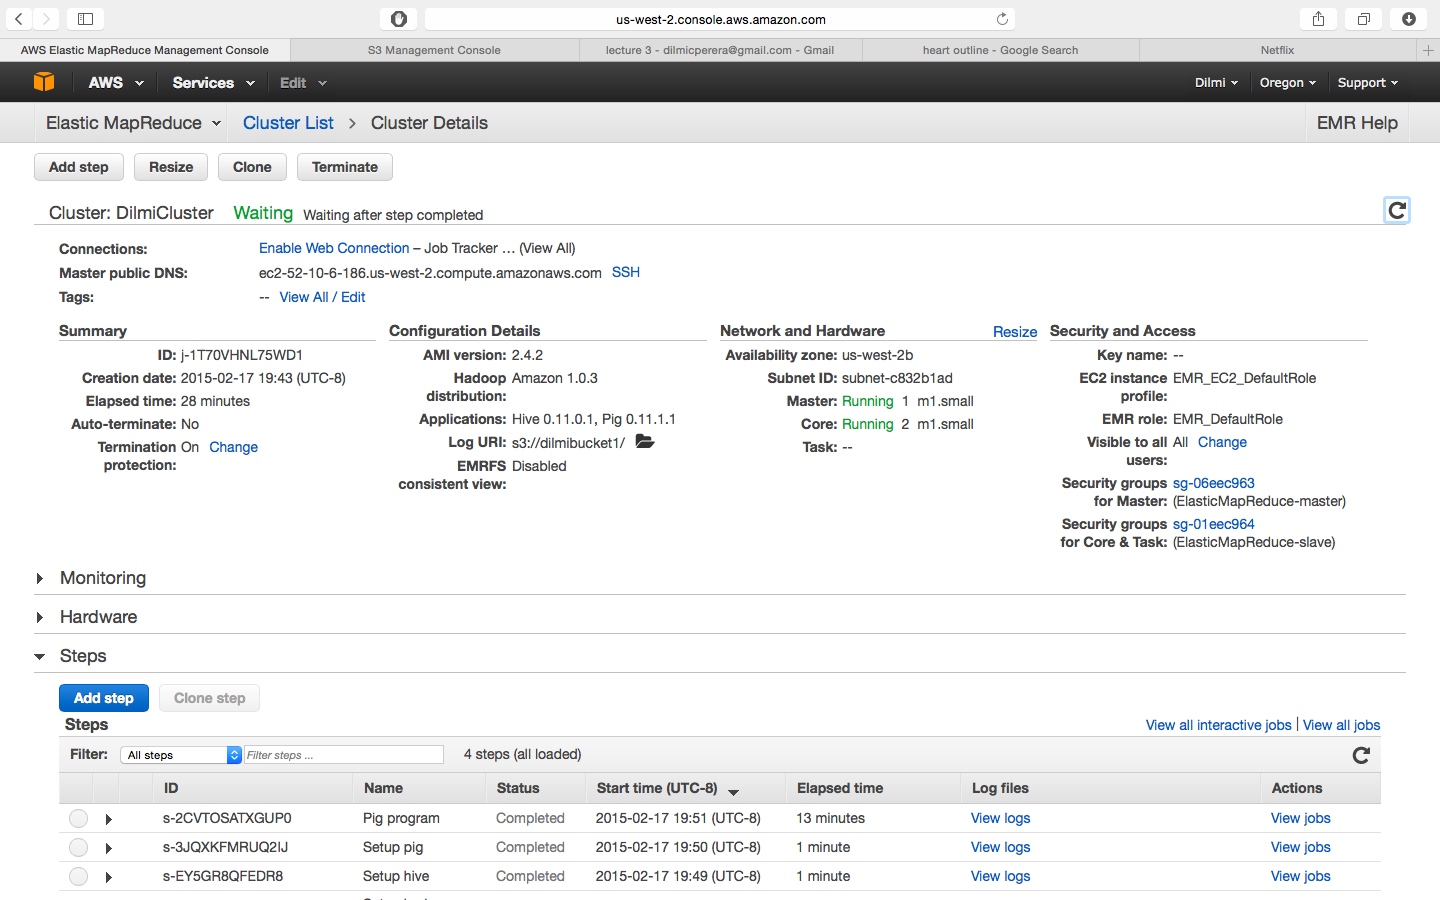 us-west-2.console.aws.amazon.com
AWS Elastic MapReduce Management Console S3 Management Console lecture 3 - dilmicperera@gmail.com - Gmail heart outline - Google Search Netflix
AWS Services Edit Dilmi Oregon Support
Elastic MapReduce Cluster List > Cluster Details EMR Help
Add step Resize Clone Terminate
Cluster: DilmiCluster Waiting Waiting after step completed
Connections: Enable Web Connection – Job Tracker ... (View All)
Master public DNS: ec2-52-10-6-186.us-west-2.compute.amazonaws.com SSH
Tags: -- View All / Edit
Summary
ID: j-1T70VHNL75WD1
Creation date: 2015-02-17 19:43 (UTC-8)
Elapsed time: 28 minutes
Auto-terminate: No
Termination protection: On Change
Configuration Details
AMI version: 2.4.2
Hadoop distribution: Amazon 1.0.3
Applications: Hive 0.11.0.1, Pig 0.11.1.1
Log URI: s3://dilmibucket1/
EMRFS consistent view: Disabled
Network and Hardware Resize
Availability zone: us-west-2b
Subnet ID: subnet-c832b1ad
Master: Running 1 m1.small
Core: Running 2 m1.small
Task: --
Security and Access
Key name: --
EC2 instance profile: EMR_EC2_DefaultRole
EMR role: EMR_DefaultRole
Visible to all users: All Change
Security groups for Master: sg-06eec963 (ElasticMapReduce-master)
Security groups for Core & Task: sg-01eec964 (ElasticMapReduce-slave)
Monitoring
Hardware
Steps
Add step Clone step
Steps View all interactive jobs | View all jobs
Filter: All steps Filter steps ... 4 steps (all loaded)
ID Name Status Start time (UTC-8) Elapsed time Log files Actions
s-2CVTOSATXGUP0 Pig program Completed 2015-02-17 19:51 (UTC-8) 13 minutes View logs View jobs
s-3JQXKFMRUQ2IJ Setup pig Completed 2015-02-17 19:50 (UTC-8) 1 minute View logs View jobs
s-EY5GR8QFEDR8 Setup hive Completed 2015-02-17 19:49 (UTC-8) 1 minute View logs View jobs